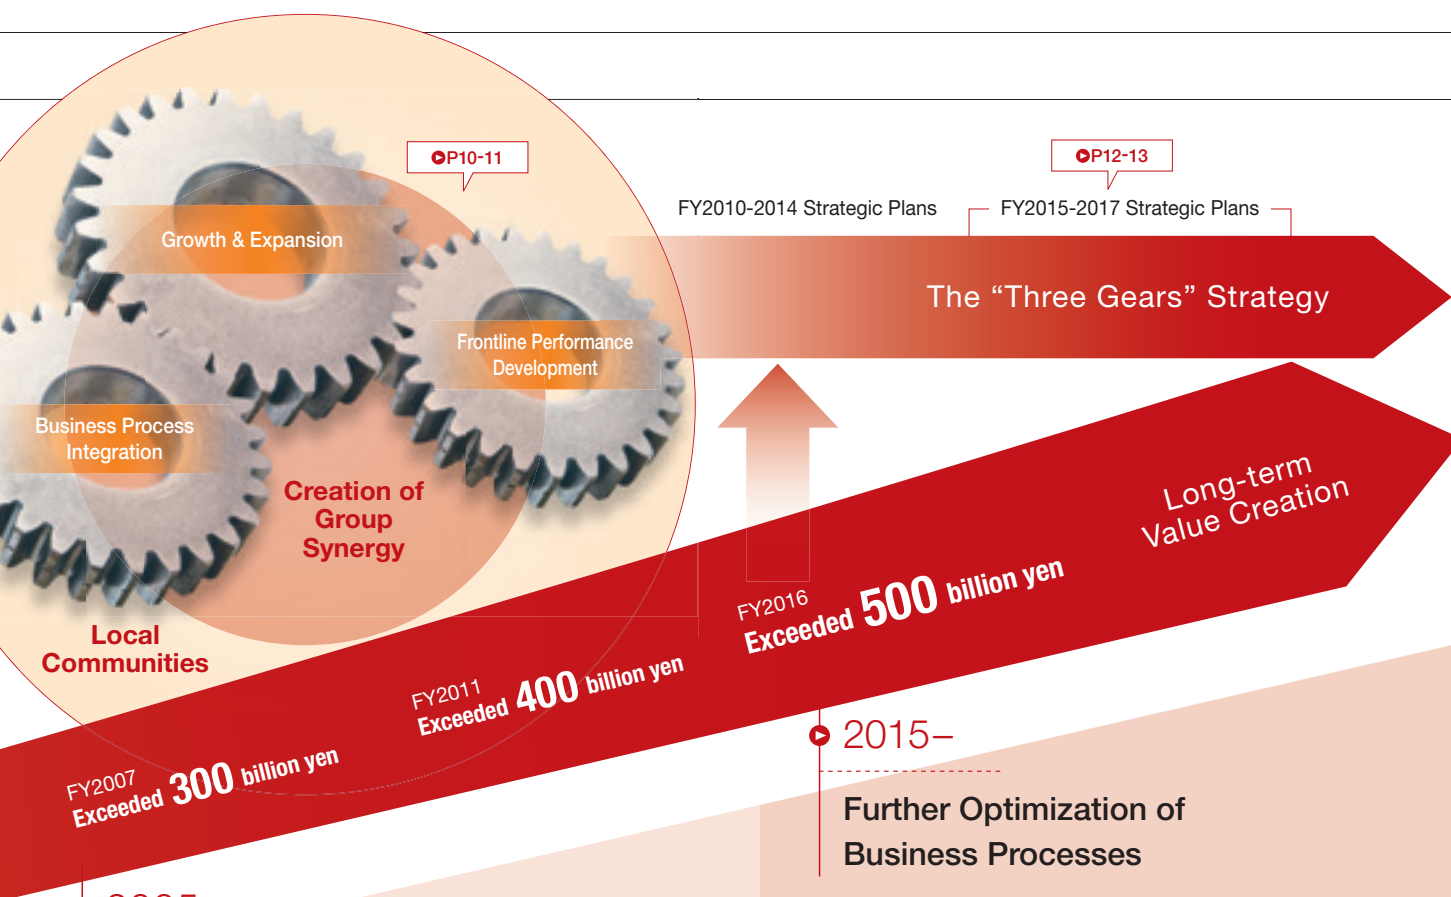 P10-11
P12-13
FY2010-2014 Strategic Plans
FY2015-2017 Strategic Plans
Growth & Expansion
The “Three Gears” Strategy
Frontline Performance
Development
Business Process
Integration
Creation of
Group
Synergy
Long-term
Value Creation
Local
Communities
FY2016
Exceeded 500 billion yen
FY2011
Exceeded 400 billion yen
FY2007
Exceeded 300 billion yen
2015–
Further Optimization of
Business Processes